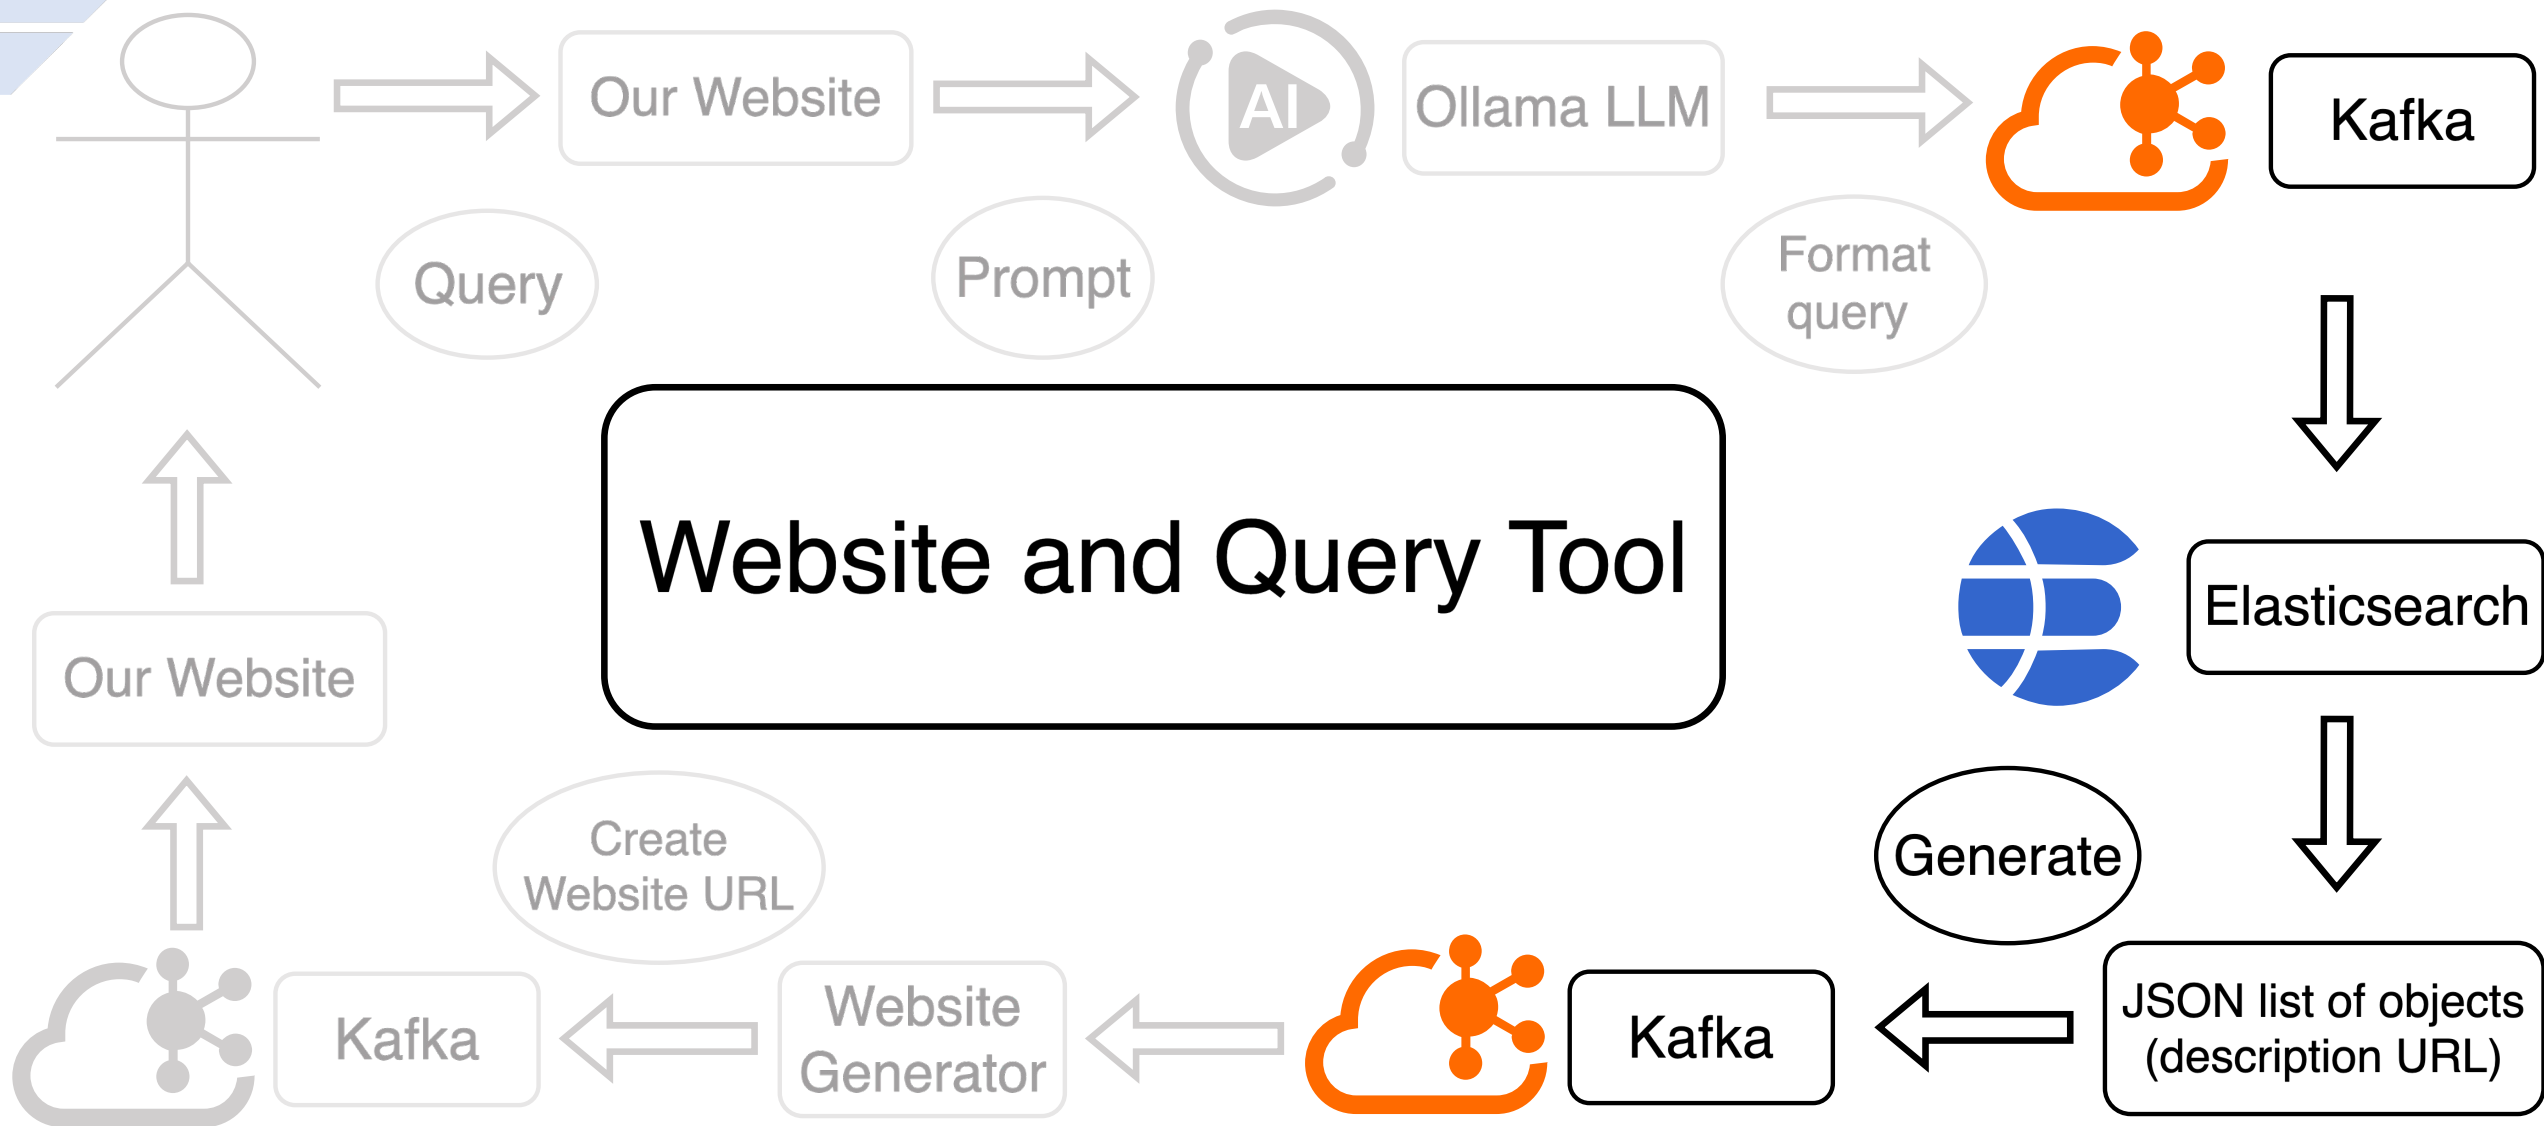 Our Website
AI
Ollama LLM
Kafka
Query
Prompt
Format
query
Website and Query Tool
Elasticsearch
Our Website
Generate
Create
Website URL
JSON list of objects
(description URL)
Kafka
Website
Generator
Kafka